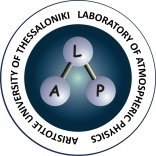 ARISTOTLE UNIVERSITY OF THESSALONIKI
LABORATORY OF ATMOSPHERIC PHYSICS
L
A P